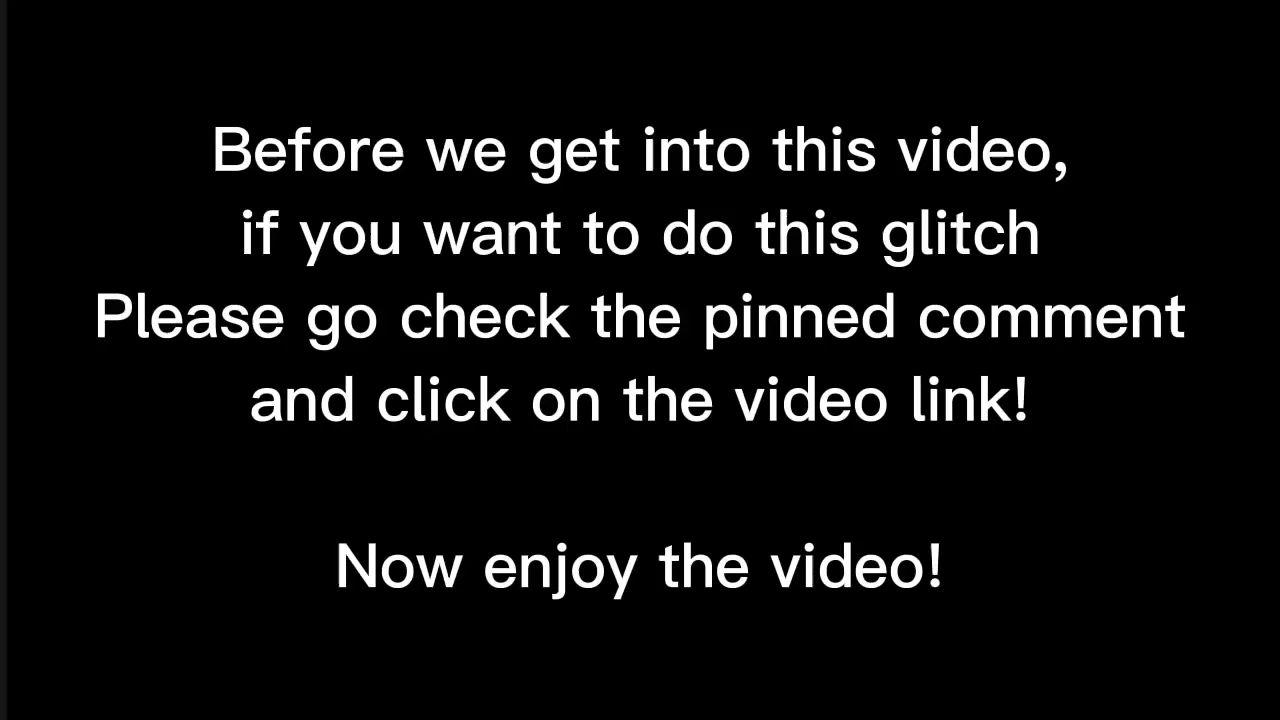 Before we get into this video,
if you want to do this glitch
Please go check the pinned comment
and click on the video link!
Now enjoy the video!